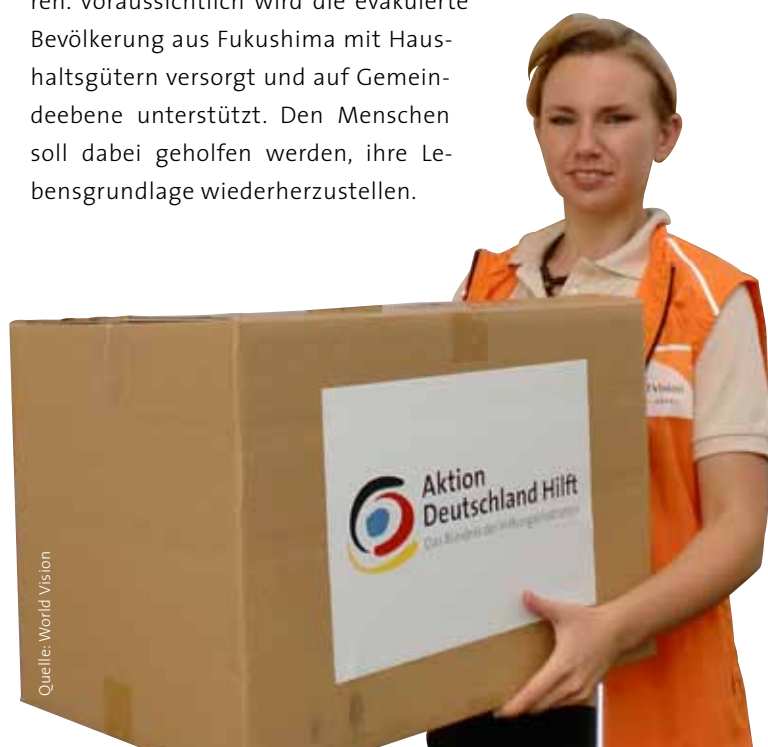 ren. Voraussichtlich wird die evakuierte
Bevölkerung aus Fukushima mit Haus-
haltsgütern versorgt und auf Gemein-
deebene unterstützt. Den Menschen
soll dabei geholfen werden, ihre Le-
bensgrundlage wiederherzustellen.
Aktion
Deutschland Hilft
Das Bündnis der Hilfsorganisationen
Quelle: World Vision